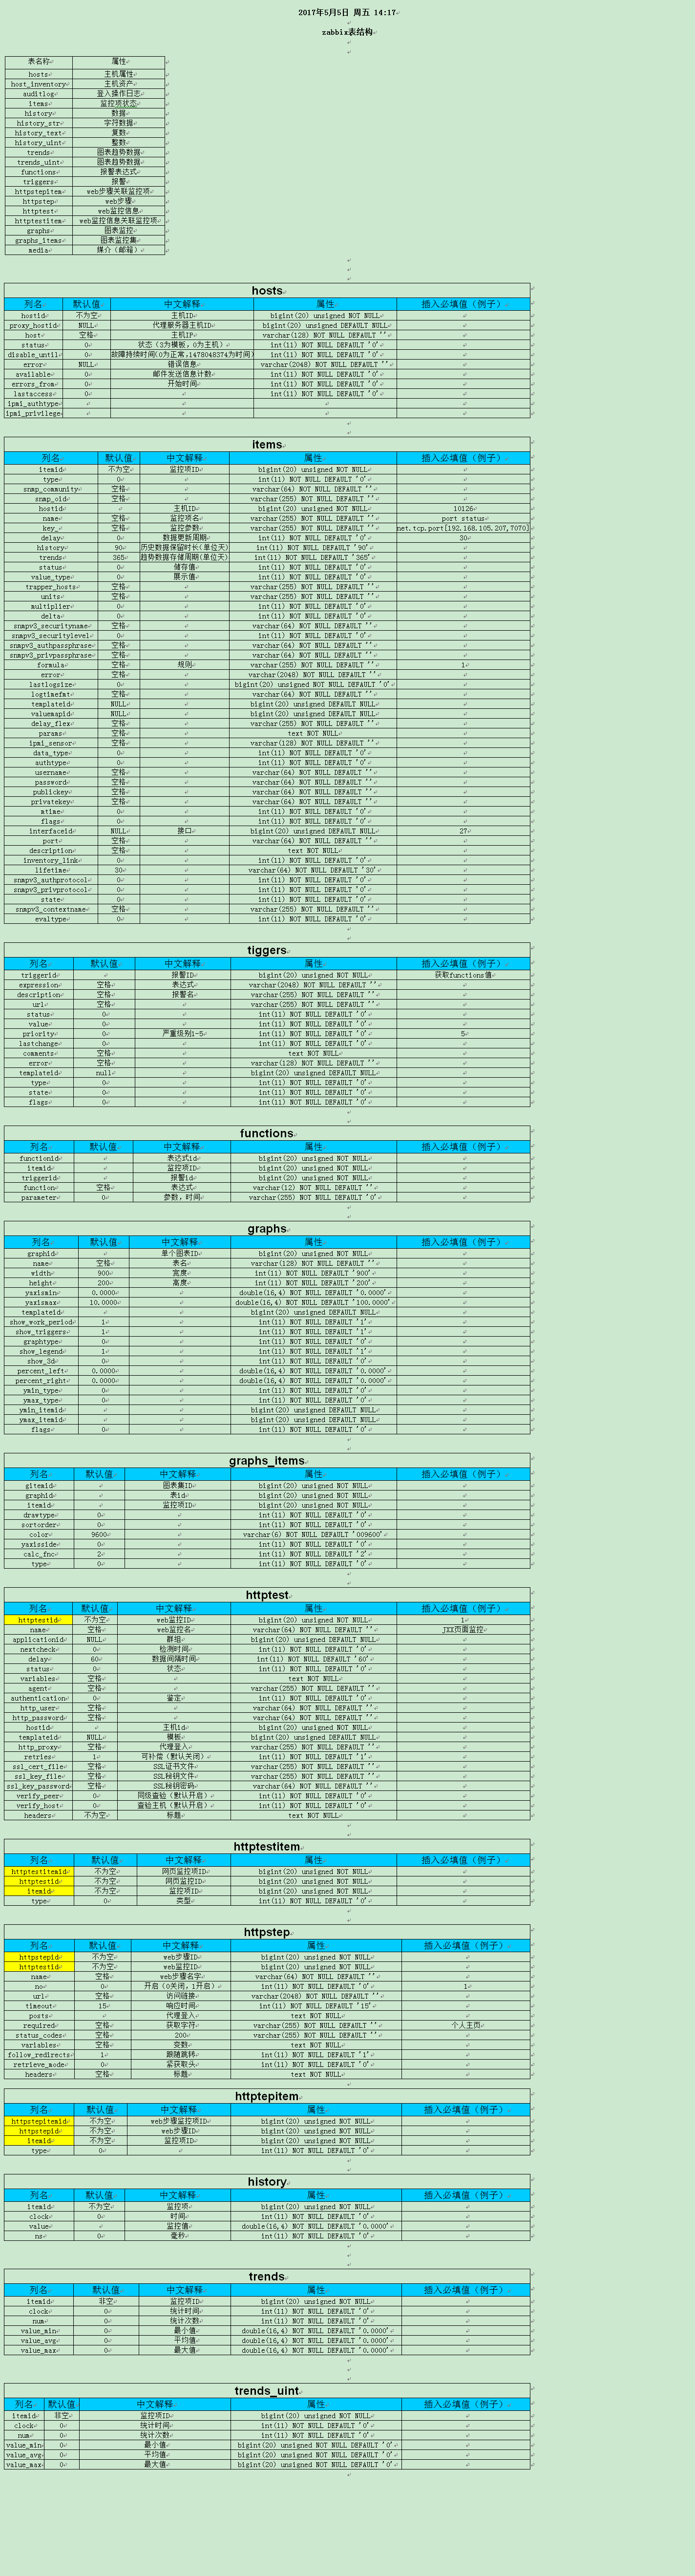 2017年5月5日 周五 14:17
zabbix表结构
表名称 属性
hosts 主机属性
host_inventory 主机资产
auditlog 登入操作日志
items 监控项状态
history 数据
history_str 字符数据
history_text 复数
history_uint 整数
trends 图表趋势数据
trends_uint 图表趋势数据
functions 报警表达式
triggers 报警
httpstepitem web步骤关联监控项
httpstep web步骤
httptest web监控信息
httptestitem web监控信息关联监控项
graphs 图表监控
graphs_items 图表监控集
media 媒介（邮箱）
hosts
列名 默认值 中文解释 属性 插入必填值（例子）
hostid 不为空 主机ID bigint(20) unsigned NOT NULL
proxy_hostid NULL 代理服务器主机ID bigint(20) unsigned DEFAULT NULL
host 空格 主机IP varchar(128) NOT NULL DEFAULT ''
status 0 状态（3为模板，0为主机） int(11) NOT NULL DEFAULT '0'
disable_until 0 故障持续时间(0为正常,1478048374为时间) int(11) NOT NULL DEFAULT '0'
error NULL 错误信息 varchar(2048) NOT NULL DEFAULT ''
available 0 邮件发送信息计数 int(11) NOT NULL DEFAULT '0'
errors_from 0 开始时间 int(11) NOT NULL DEFAULT '0'
lastaccess 0 int(11) NOT NULL DEFAULT '0'
ipmi_authtype
ipmi_privilege
items
列名 默认值 中文解释 属性 插入必填值（例子）
itemid 不为空 监控项ID bigint(20) unsigned NOT NULL
type 0 int(11) NOT NULL DEFAULT '0'
snmp_community 空格 varchar(64) NOT NULL DEFAULT ''
snmp_oid 空格 varchar(255) NOT NULL DEFAULT ''
hostid 主机ID bigint(20) unsigned NOT NULL 10126
name 空格 监控项名 varchar(255) NOT NULL DEFAULT '' port status
key_ 空格 监控参数 varchar(255) NOT NULL DEFAULT '' net.tcp.port[192.168.105.207,7070]
delay 0 数据更新周期 int(11) NOT NULL DEFAULT '0' 30
history 90 历史数据保留时长(单位天) int(11) NOT NULL DEFAULT '90'
trends 365 趋势数据存储周期(单位天) int(11) NOT NULL DEFAULT '365'
status 0 储存值 int(11) NOT NULL DEFAULT '0'
value_type 0 展示值 int(11) NOT NULL DEFAULT '0'
trapper_hosts 空格 varchar(255) NOT NULL DEFAULT ''
units 空格 varchar(255) NOT NULL DEFAULT ''
multiplier 0 int(11) NOT NULL DEFAULT '0'
delta 0 int(11) NOT NULL DEFAULT '0'
snmpv3_securityname 空格 varchar(64) NOT NULL DEFAULT ''
snmpv3_securitylevel 0 int(11) NOT NULL DEFAULT '0'
snmpv3_authpassphrase 空格 varchar(64) NOT NULL DEFAULT ''
snmpv3_privpassphrase 空格 varchar(64) NOT NULL DEFAULT ''
formula 空格 规则 varchar(255) NOT NULL DEFAULT '' 1
error 空格 varchar(2048) NOT NULL DEFAULT ''
lastlogsize 0 bigint(20) unsigned NOT NULL DEFAULT '0'
logtimefmt 空格 varchar(64) NOT NULL DEFAULT ''
templateid NULL bigint(20) unsigned DEFAULT NULL
valuemapid NULL bigint(20) unsigned DEFAULT NULL
delay_flex 空格 varchar(255) NOT NULL DEFAULT ''
params 空格 text NOT NULL
ipmi_sensor 空格 varchar(128) NOT NULL DEFAULT ''
data_type 0 int(11) NOT NULL DEFAULT '0'
authtype 0 int(11) NOT NULL DEFAULT '0'
username 空格 varchar(64) NOT NULL DEFAULT ''
password 空格 varchar(64) NOT NULL DEFAULT ''
publickey 空格 varchar(64) NOT NULL DEFAULT ''
privatekey 空格 varchar(64) NOT NULL DEFAULT ''
mtime 0 int(11) NOT NULL DEFAULT '0'
flags 0 int(11) NOT NULL DEFAULT '0'
interfaceid NULL 接口 bigint(20) unsigned DEFAULT NULL 27
port 空格 varchar(64) NOT NULL DEFAULT ''
description 空格 text NOT NULL
inventory_link 0 int(11) NOT NULL DEFAULT '0'
lifetime 30 varchar(64) NOT NULL DEFAULT '30'
snmpv3_authprotocol 0 int(11) NOT NULL DEFAULT '0'
snmpv3_privprotocol 0 int(11) NOT NULL DEFAULT '0'
state 0 int(11) NOT NULL DEFAULT '0'
snmpv3_contextname 空格 varchar(255) NOT NULL DEFAULT ''
evaltype 0 int(11) NOT NULL DEFAULT '0'
tiggers
列名 默认值 中文解释 属性 插入必填值（例子）
triggerid 报警ID bigint(20) unsigned NOT NULL 获取functions值
expression 空格 表达式 varchar(2048) NOT NULL DEFAULT ''
description 空格 报警名 varchar(255) NOT NULL DEFAULT ''
url 空格 varchar(255) NOT NULL DEFAULT ''
status 0 int(11) NOT NULL DEFAULT '0'
value 0 int(11) NOT NULL DEFAULT '0'
priority 0 严重级别1-5 int(11) NOT NULL DEFAULT '0' 5
lastchange 0 int(11) NOT NULL DEFAULT '0'
comments 空格 text NOT NULL
error 空格 varchar(128) NOT NULL DEFAULT ''
templateid null bigint(20) unsigned DEFAULT NULL
type 0 int(11) NOT NULL DEFAULT '0'
state 0 int(11) NOT NULL DEFAULT '0'
flags 0 int(11) NOT NULL DEFAULT '0'
functions
列名 默认值 中文解释 属性 插入必填值（例子）
functionid 表达式id bigint(20) unsigned NOT NULL
itemid 监控项ID bigint(20) unsigned NOT NULL
triggerid 报警id bigint(20) unsigned NOT NULL
function 空格 表达式 varchar(12) NOT NULL DEFAULT ''
parameter 0 参数，时间 varchar(255) NOT NULL DEFAULT '0'
graphs
列名 默认值 中文解释 属性 插入必填值（例子）
graphid 单个图表ID bigint(20) unsigned NOT NULL
name 空格 表名 varchar(128) NOT NULL DEFAULT ''
width 900 宽度 int(11) NOT NULL DEFAULT '900'
height 200 高度 int(11) NOT NULL DEFAULT '200'
yaxismin 0.0000 double(16,4) NOT NULL DEFAULT '0.0000'
yaxismax 10.0000 double(16,4) NOT NULL DEFAULT '100.0000'
templateid bigint(20) unsigned DEFAULT NULL
show_work_period 1 int(11) NOT NULL DEFAULT '1'
show_triggers 1 int(11) NOT NULL DEFAULT '1'
graphtype 0 int(11) NOT NULL DEFAULT '0'
show_legend 1 int(11) NOT NULL DEFAULT '1'
show_3d 0 int(11) NOT NULL DEFAULT '0'
percent_left 0.0000 double(16,4) NOT NULL DEFAULT '0.0000'
percent_right 0.0000 double(16,4) NOT NULL DEFAULT '0.0000'
ymin_type 0 int(11) NOT NULL DEFAULT '0'
ymax_type 0 int(11) NOT NULL DEFAULT '0'
ymin_itemid bigint(20) unsigned DEFAULT NULL
ymax_itemid bigint(20) unsigned DEFAULT NULL
flags 0 int(11) NOT NULL DEFAULT '0'
graphs_items
列名 默认值 中文解释 属性 插入必填值（例子）
gitemid 图表集ID bigint(20) unsigned NOT NULL
graphid 表id bigint(20) unsigned NOT NULL
itemid 监控项ID bigint(20) unsigned NOT NULL
drawtype 0 int(11) NOT NULL DEFAULT '0'
sortorder 0 int(11) NOT NULL DEFAULT '0'
color 9600 varchar(6) NOT NULL DEFAULT '009600'
yaxisside 0 int(11) NOT NULL DEFAULT '0'
calc_fnc 2 int(11) NOT NULL DEFAULT '2'
type 0 int(11) NOT NULL DEFAULT '0'
httptest
列名 默认值 中文解释 属性 插入必填值（例子）
httptestid 不为空 web监控ID bigint(20) unsigned NOT NULL 1
name 空格 web监控名 varchar(64) NOT NULL DEFAULT '' JXX页面监控
applicationid NULL 群组 bigint(20) unsigned DEFAULT NULL
nextcheck 0 检测时间 int(11) NOT NULL DEFAULT '0'
delay 60 数据间隔时间 int(11) NOT NULL DEFAULT '60'
status 0 状态 int(11) NOT NULL DEFAULT '0'
variables 空格 text NOT NULL
agent 空格 varchar(255) NOT NULL DEFAULT ''
authentication 0 鉴定 int(11) NOT NULL DEFAULT '0'
http_user 空格 varchar(64) NOT NULL DEFAULT ''
http_password 空格 varchar(64) NOT NULL DEFAULT ''
hostid 主机id bigint(20) unsigned NOT NULL
templateid NULL 模板 bigint(20) unsigned DEFAULT NULL
http_proxy 空格 代理登入 varchar(255) NOT NULL DEFAULT ''
retries 1 可补偿（默认关闭） int(11) NOT NULL DEFAULT '1'
ssl_cert_file 空格 SSL证书文件 varchar(255) NOT NULL DEFAULT ''
ssl_key_file 空格 SSL秘钥文件 varchar(255) NOT NULL DEFAULT ''
ssl_key_password 空格 SSL秘钥密码 varchar(64) NOT NULL DEFAULT ''
verify_peer 0 同级查验（默认开启） int(11) NOT NULL DEFAULT '0'
verify_host 0 查验主机（默认开启） int(11) NOT NULL DEFAULT '0'
headers 不为空 标题 text NOT NULL
httptestitem
列名 默认值 中文解释 属性 插入必填值（例子）
httptestitemid 不为空 网页监控项ID bigint(20) unsigned NOT NULL
httptestid 不为空 网页监控ID bigint(20) unsigned NOT NULL
itemid 不为空 监控项ID bigint(20) unsigned NOT NULL
type 0 类型 int(11) NOT NULL DEFAULT '0'
httpstep
列名 默认值 中文解释 属性 插入必填值（例子）
httpstepid 不为空 web步骤ID bigint(20) unsigned NOT NULL
httptestid 不为空 web监控ID bigint(20) unsigned NOT NULL
name 空格 web步骤名字 varchar(64) NOT NULL DEFAULT ''
no 0 开启（0关闭，1开启） int(11) NOT NULL DEFAULT '0' 1
url 空格 访问链接 varchar(2048) NOT NULL DEFAULT ''
timeout 15 响应时间 int(11) NOT NULL DEFAULT '15'
posts 代理登入 text NOT NULL
required 空格 获取字符 varchar(255) NOT NULL DEFAULT '' 个人主页
status_codes 空格 200 varchar(255) NOT NULL DEFAULT ''
variables 空格 变数 text NOT NULL
follow_redirects 1 跟随跳转 int(11) NOT NULL DEFAULT '1'
retrieve_mode 0 紧获取头 int(11) NOT NULL DEFAULT '0'
headers 空格 标题 text NOT NULL
httptepitem
列名 默认值 中文解释 属性 插入必填值（例子）
httpstepitemid 不为空 web步骤监控项ID bigint(20) unsigned NOT NULL
httpstepid 不为空 web步骤ID bigint(20) unsigned NOT NULL
itemid 不为空 监控项ID bigint(20) unsigned NOT NULL
type 0 int(11) NOT NULL DEFAULT '0'
history
列名 默认值 中文解释 属性 插入必填值（例子）
itemid 不为空 监控项 bigint(20) unsigned NOT NULL
clock 0 时间 int(11) NOT NULL DEFAULT '0'
value 监控值 double(16,4) NOT NULL DEFAULT '0.0000'
ns 0 毫秒 int(11) NOT NULL DEFAULT '0'
trends
列名 默认值 中文解释 属性 插入必填值（例子）
itemid 非空 监控项ID bigint(20) unsigned NOT NULL
clock 0 统计时间 int(11) NOT NULL DEFAULT '0'
num 0 统计次数 int(11) NOT NULL DEFAULT '0'
value_min 0 最小值 double(16,4) NOT NULL DEFAULT '0.0000'
value_avg 0 平均值 double(16,4) NOT NULL DEFAULT '0.0000'
value_max 0 最大值 double(16,4) NOT NULL DEFAULT '0.0000'
trends_uint
列名 默认值 中文解释 属性 插入必填值（例子）
itemid 非空 监控项ID bigint(20) unsigned NOT NULL
clock 0 统计时间 int(11) NOT NULL DEFAULT '0'
num 0 统计次数 int(11) NOT NULL DEFAULT '0'
value_min 0 最小值 bigint(20) unsigned NOT NULL DEFAULT '0'
value_avg 0 平均值 bigint(20) unsigned NOT NULL DEFAULT '0'
value_max 0 最大值 bigint(20) unsigned NOT NULL DEFAULT '0'